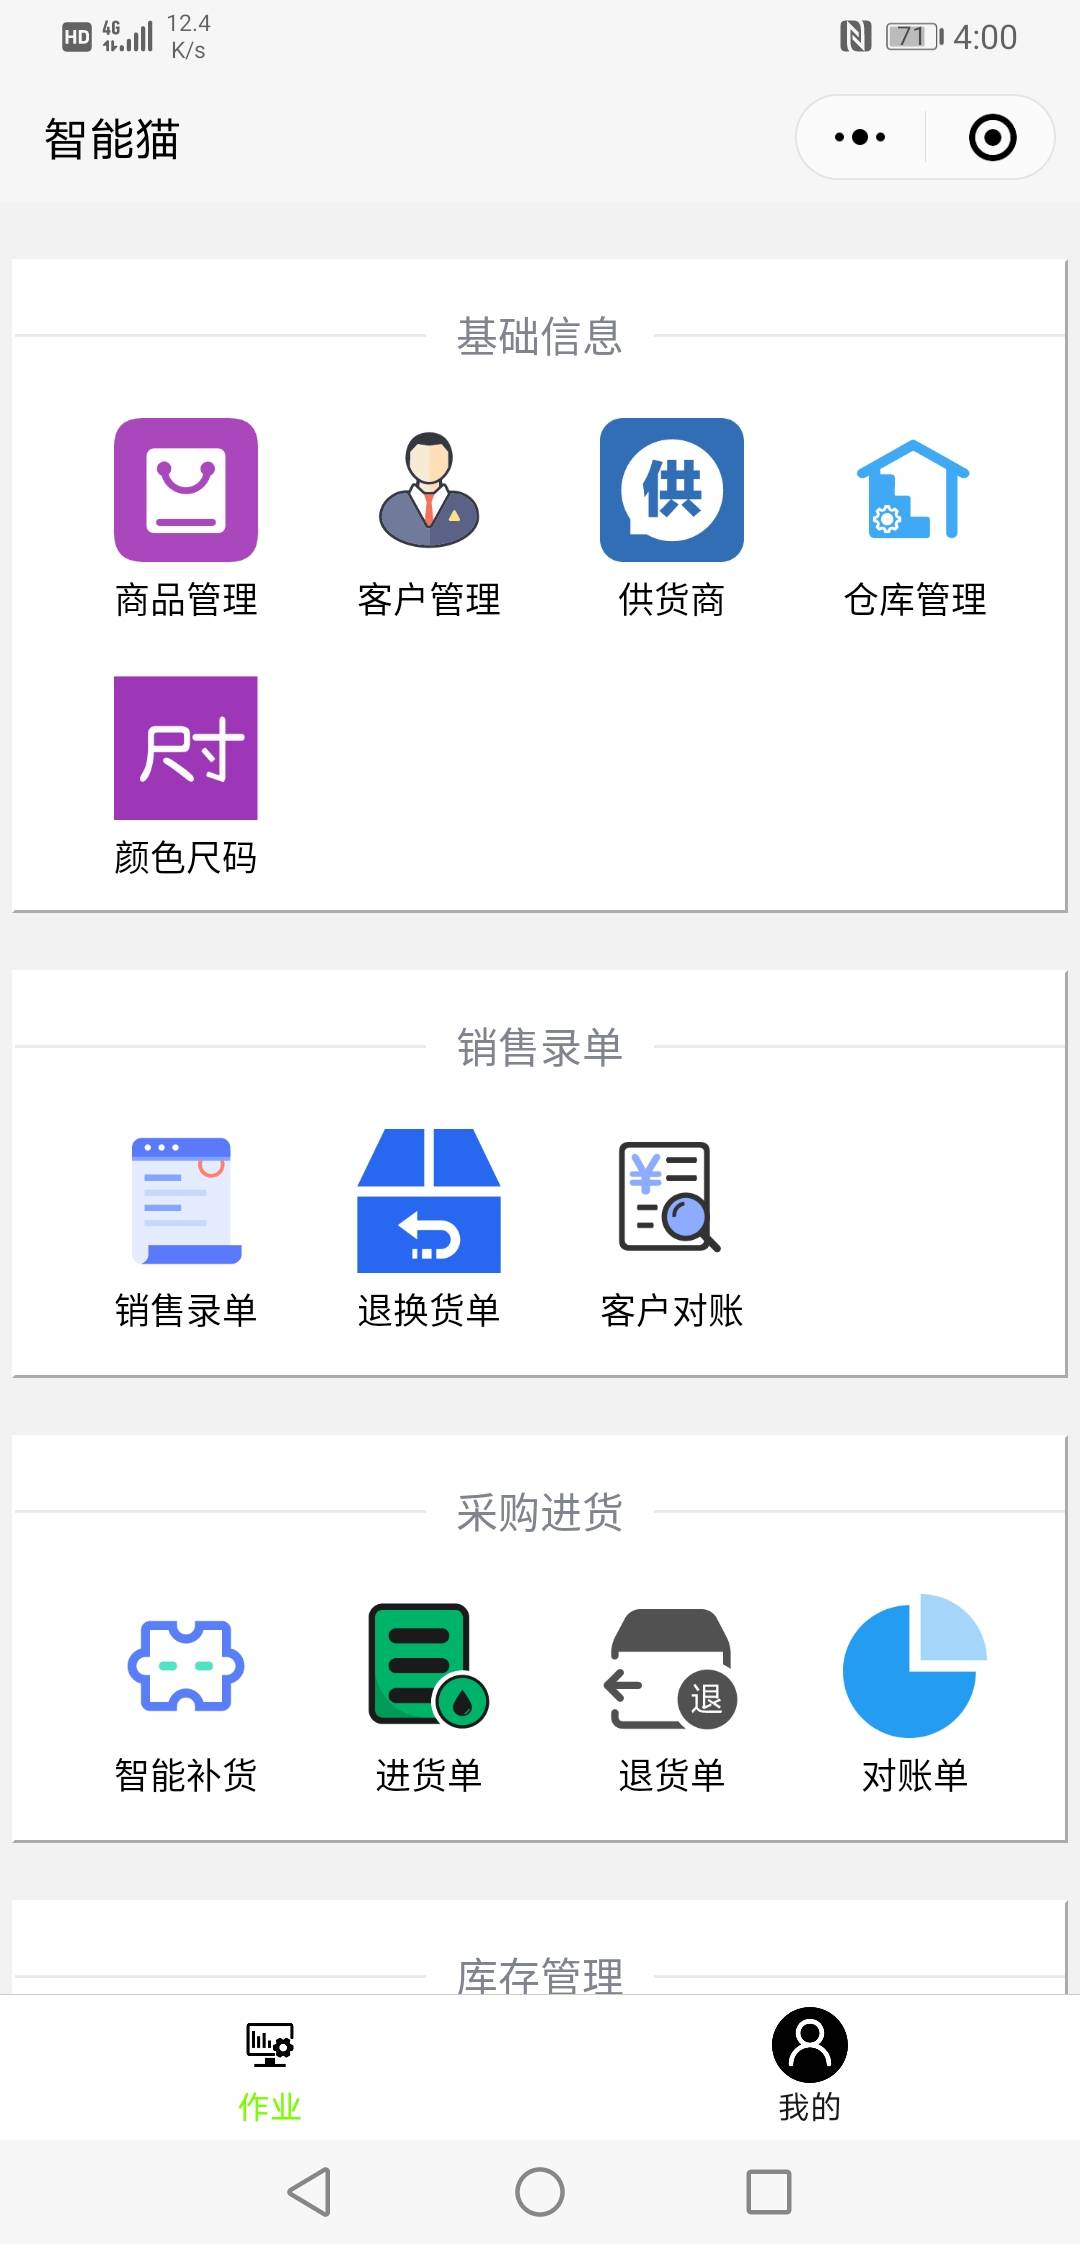 HD 4G 12.4 K/s 71 4:00
智能猫
基础信息
供
商品管理 客户管理 供货商 仓库管理
尺寸
颜色尺码
销售录单
¥
销售录单 退换货单 客户对账
采购进货
退
智能补货 进货单 退货单 对账单
库存管理
作业 我的